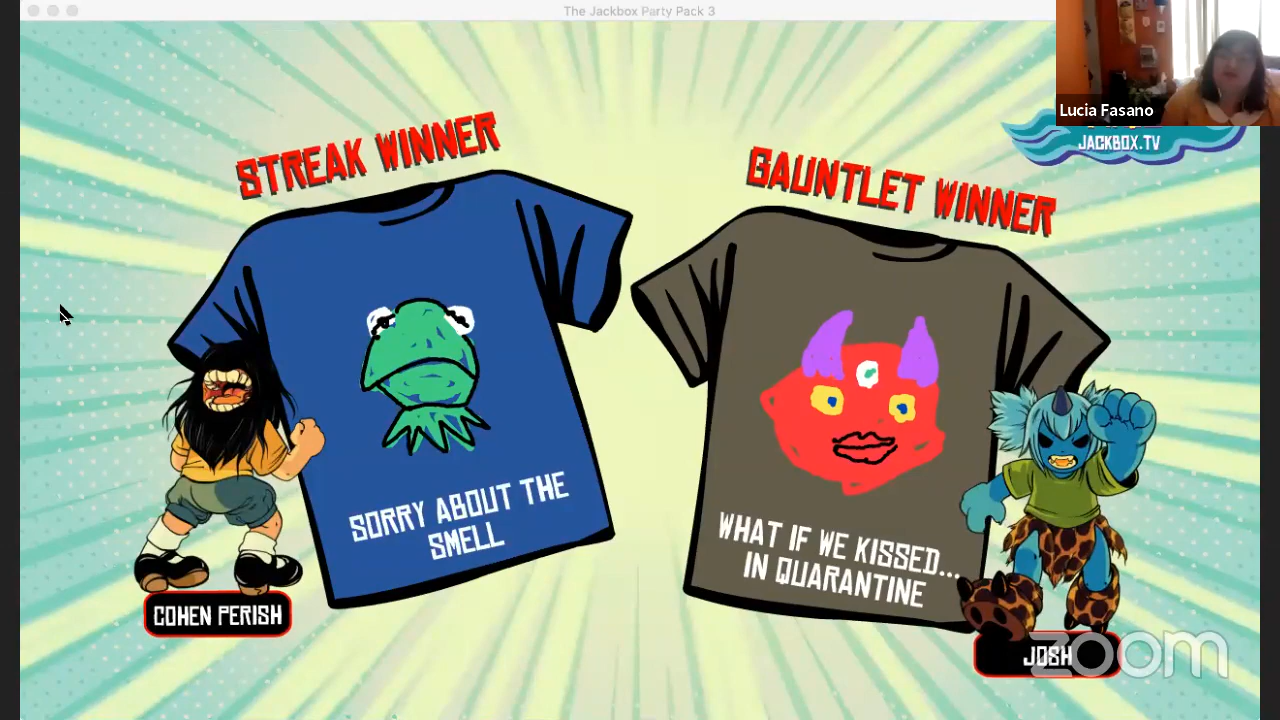 The Jackbox Party Pack 3
Lucia Fasano
JACKBOX.TV
STREAK WINNER
GAUNTLET WINNER
SORRY ABOUT THE
SMELL
WHAT IF WE KISSED...
IN QUARANTINE
COHEN PERISH
JOSH
zoom